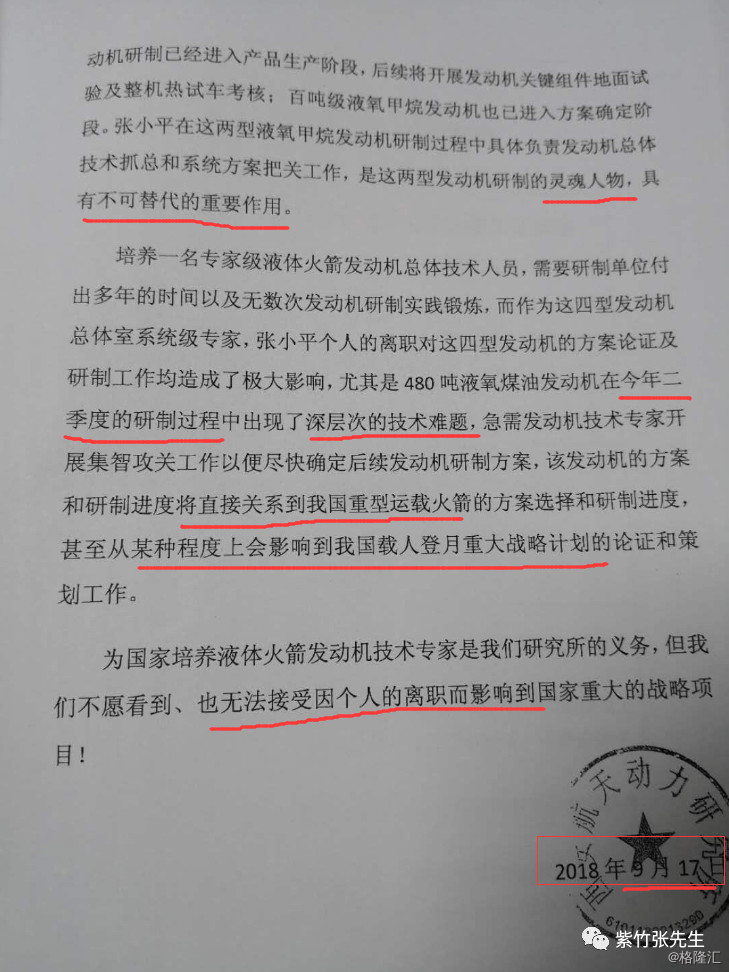 动机研制已经进入产品生产阶段，后续将开展发动机关键组件地面试
验及整机热试车考核；百吨级液氧甲烷发动机也已进入方案确定阶
段。张小平在这两型液氧甲烷发动机研制过程中具体负责发动机总体
技术抓总和系统方案把关工作，是这两型发动机研制的灵魂人物，具
有不可替代的重要作用。
培养一名专家级液体火箭发动机总体技术人员，需要研制单位付
出多年的时间以及无数次发动机研制实践锻炼，而作为这四型发动机
总体室系统级专家，张小平个人的离职对这四型发动机的方案论证及
研制工作均造成了极大影响，尤其是 480 吨液氧煤油发动机在今年二
季度的研制过程中出现了深层次的技术难题，急需发动机技术专家开
展集智攻关工作以便尽快确定后续发动机研制方案，该发动机的方案
和研制进度将直接关系到我国重型运载火箭的方案选择和研制进度，
甚至从某种程度上会影响到我国载人登月重大战略计划的论证和策
划工作。
为国家培养液体火箭发动机技术专家是我们研究所的义务，但我
们不愿看到、也无法接受因个人的离职而影响到国家重大的战略项
目！
西安航天动力研究所
2018 年 9 月 17 日
紫竹张先生
@格隆汇